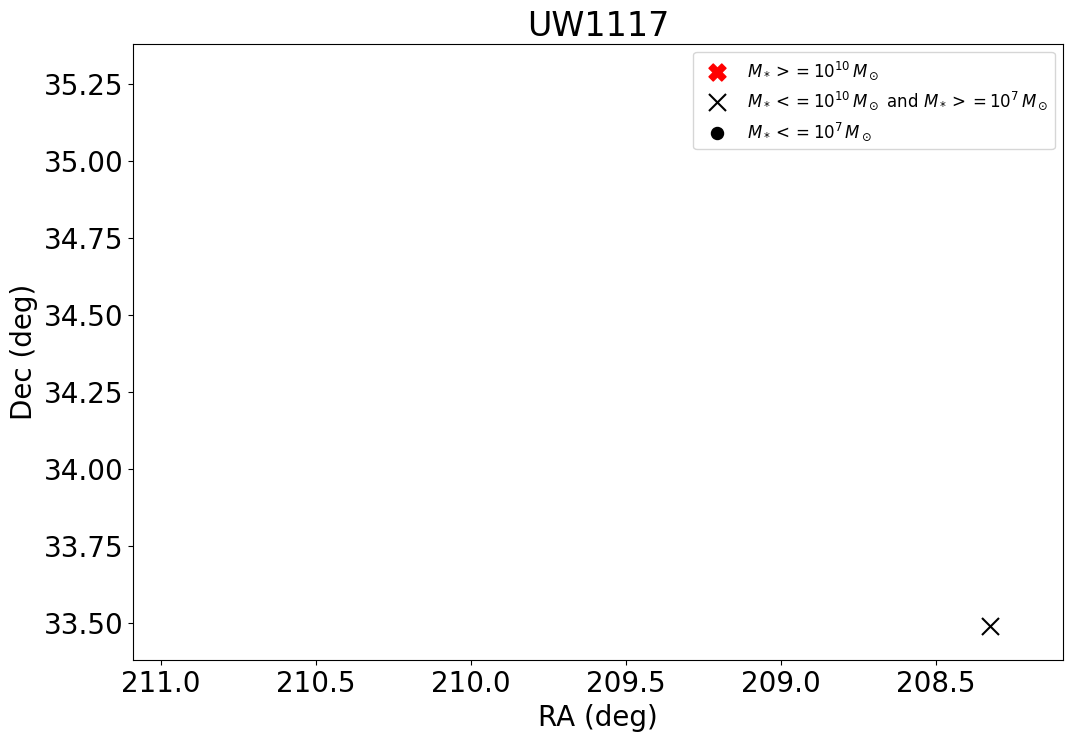 UW1117
M* >= 10^10 M⊙
M* <= 10^10 M⊙ and M* >= 10^7 M⊙
M* <= 10^7 M⊙
35.25
35.00
34.75
34.50
34.25
34.00
33.75
33.50
Dec (deg)
211.0 210.5 210.0 209.5 209.0 208.5
RA (deg)